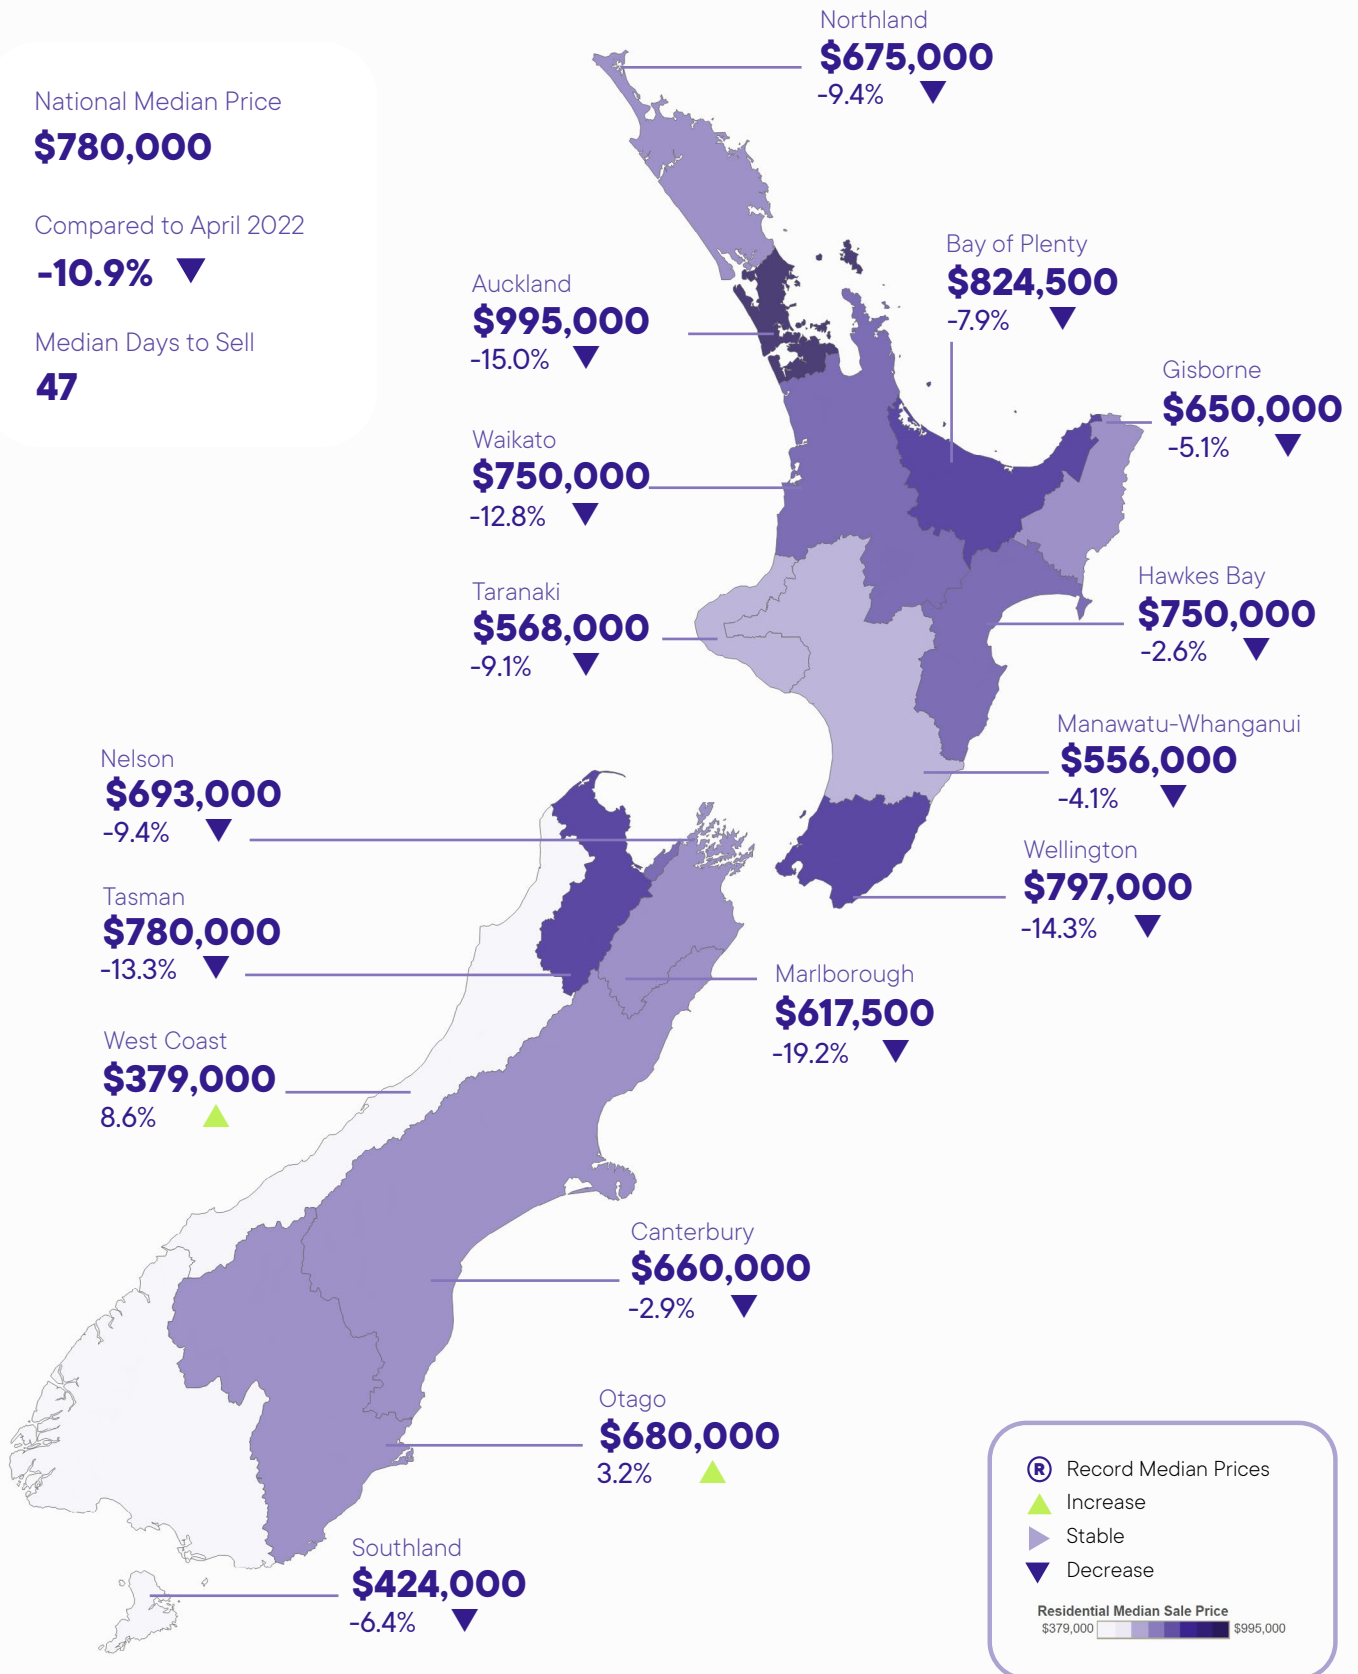 National Median Price
$780,000
Compared to April 2022
-10.9%
Median Days to Sell
47
Northland
$675,000
-9.4%
Auckland
$995,000
-15.0%
Bay of Plenty
$824,500
-7.9%
Gisborne
$650,000
-5.1%
Waikato
$750,000
-12.8%
Taranaki
$568,000
-9.1%
Hawkes Bay
$750,000
-2.6%
Manawatu-Whanganui
$556,000
-4.1%
Wellington
$797,000
-14.3%
Nelson
$693,000
-9.4%
Tasman
$780,000
-13.3%
Marlborough
$617,500
-19.2%
West Coast
$379,000
8.6%
Canterbury
$660,000
-2.9%
Otago
$680,000
3.2%
Southland
$424,000
-6.4%
R Record Median Prices
Increase
Stable
Decrease
Residential Median Sale Price
$379,000 $995,000